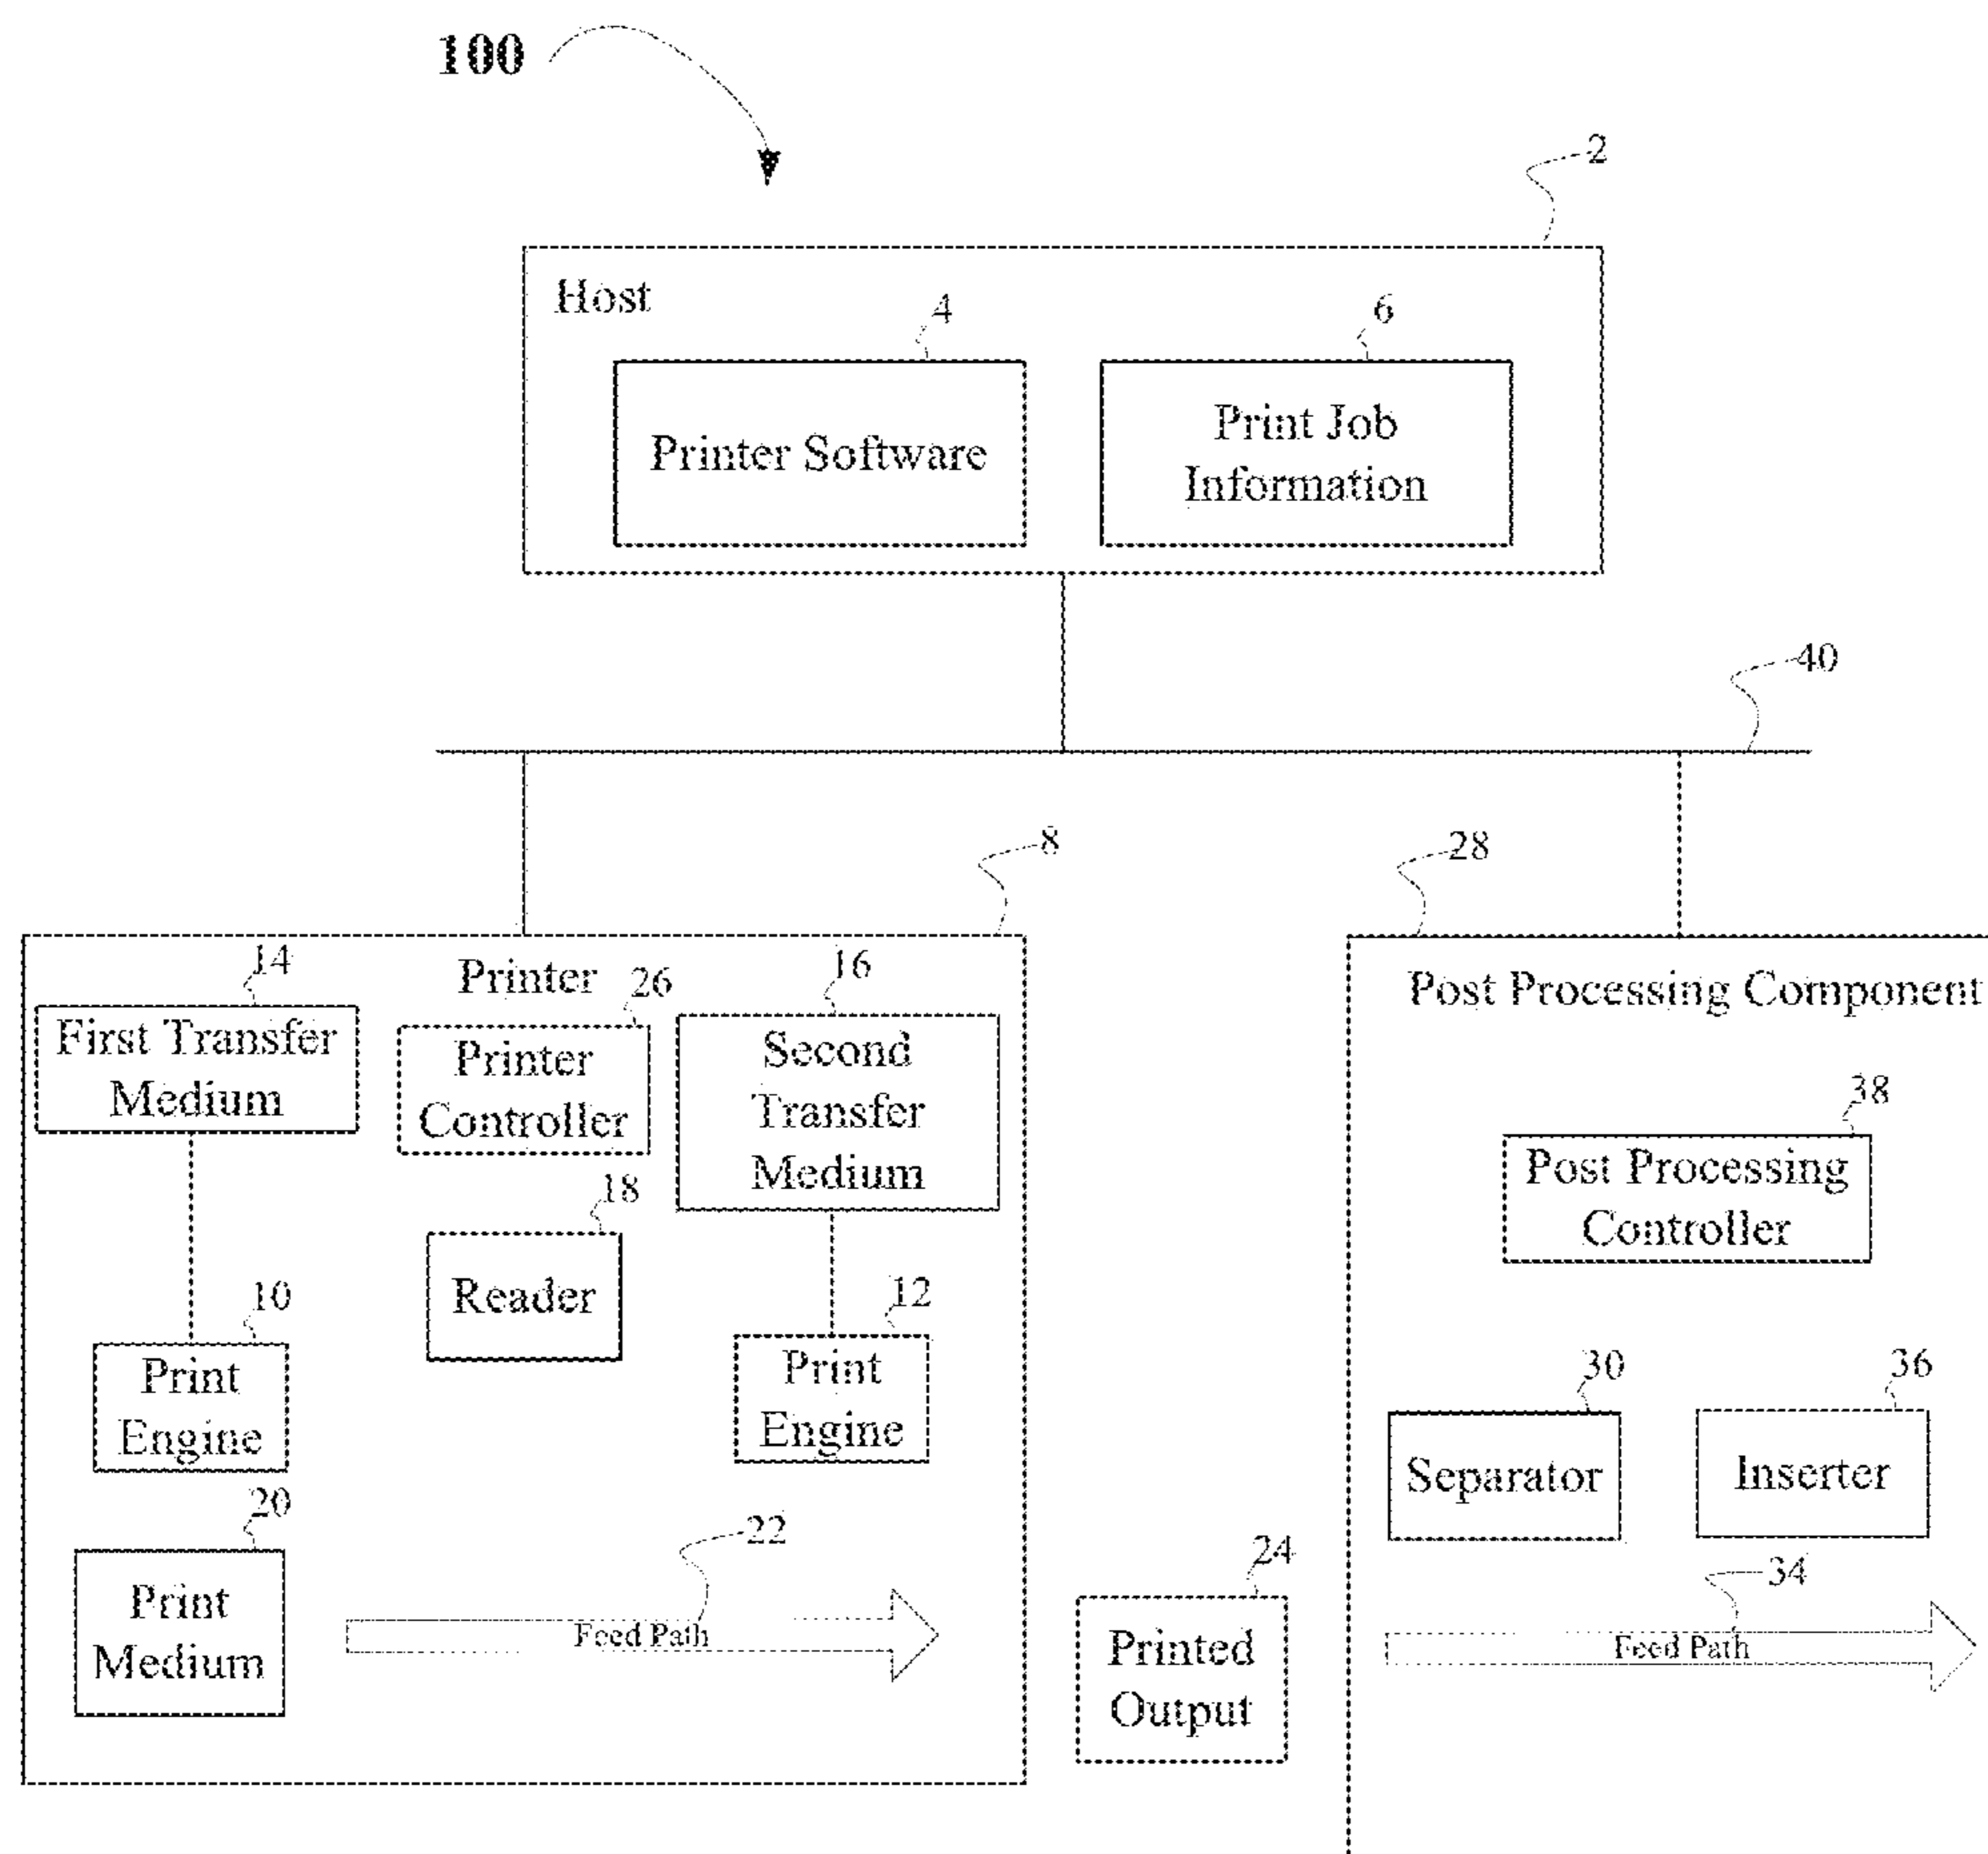 100
2
Host
4
6
Printer Software
Print Job
Information
40
8
28
14
Printer
26
16
Post Processing Component
First Transfer
Medium
Printer
Controller
Second
Transfer
Medium
38
Post Processing
Controller
18
Reader
10
12
Print
Engine
Print
Engine
30
36
Separator
Inserter
20
22
24
34
Print
Medium
Feed Path
Printed
Output
Feed Path